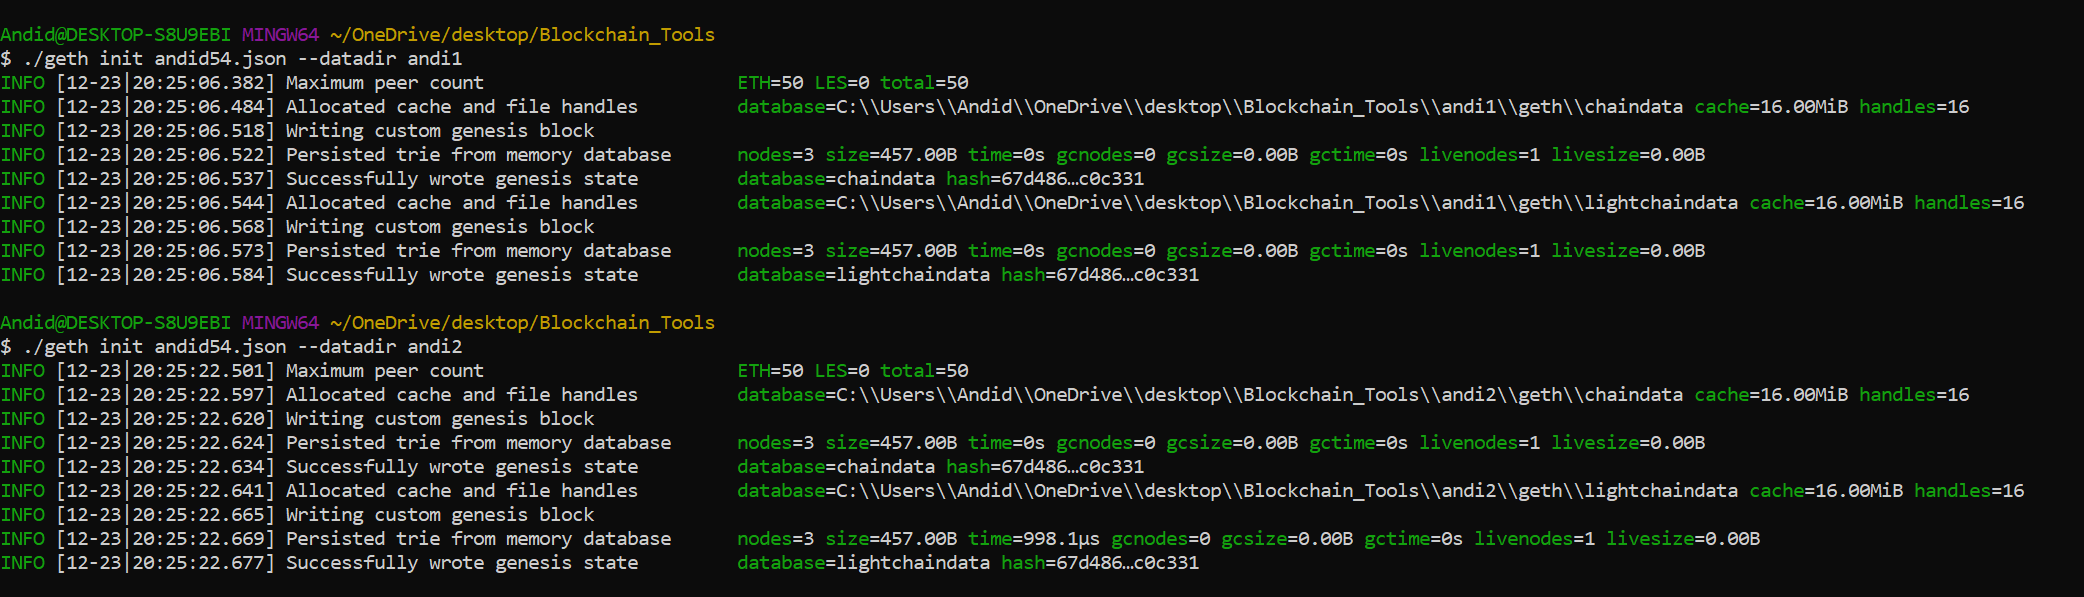 Andid@DESKTOP-S8U9EBI MINGW64 ~/OneDrive/desktop/Blockchain_Tools
$ ./geth init andid54.json --datadir andi1
INFO [12-23|20:25:06.382] Maximum peer count                       ETH=50 LES=0 total=50
INFO [12-23|20:25:06.484] Allocated cache and file handles         database=C:\\Users\\Andid\\OneDrive\\desktop\\Blockchain_Tools\\andi1\\geth\\chaindata cache=16.00MiB handles=16
INFO [12-23|20:25:06.518] Writing custom genesis block
INFO [12-23|20:25:06.522] Persisted trie from memory database      nodes=3 size=457.00B time=0s gcnodes=0 gcsize=0.00B gctime=0s livenodes=1 livesize=0.00B
INFO [12-23|20:25:06.537] Successfully wrote genesis state         database=chaindata hash=67d486…c0c331
INFO [12-23|20:25:06.544] Allocated cache and file handles         database=C:\\Users\\Andid\\OneDrive\\desktop\\Blockchain_Tools\\andi1\\geth\\lightchaindata cache=16.00MiB handles=16
INFO [12-23|20:25:06.568] Writing custom genesis block
INFO [12-23|20:25:06.573] Persisted trie from memory database      nodes=3 size=457.00B time=0s gcnodes=0 gcsize=0.00B gctime=0s livenodes=1 livesize=0.00B
INFO [12-23|20:25:06.584] Successfully wrote genesis state         database=lightchaindata hash=67d486…c0c331
Andid@DESKTOP-S8U9EBI MINGW64 ~/OneDrive/desktop/Blockchain_Tools
$ ./geth init andid54.json --datadir andi2
INFO [12-23|20:25:22.501] Maximum peer count                       ETH=50 LES=0 total=50
INFO [12-23|20:25:22.597] Allocated cache and file handles         database=C:\\Users\\Andid\\OneDrive\\desktop\\Blockchain_Tools\\andi2\\geth\\chaindata cache=16.00MiB handles=16
INFO [12-23|20:25:22.620] Writing custom genesis block
INFO [12-23|20:25:22.624] Persisted trie from memory database      nodes=3 size=457.00B time=0s gcnodes=0 gcsize=0.00B gctime=0s livenodes=1 livesize=0.00B
INFO [12-23|20:25:22.634] Successfully wrote genesis state         database=chaindata hash=67d486…c0c331
INFO [12-23|20:25:22.641] Allocated cache and file handles         database=C:\\Users\\Andid\\OneDrive\\desktop\\Blockchain_Tools\\andi2\\geth\\lightchaindata cache=16.00MiB handles=16
INFO [12-23|20:25:22.665] Writing custom genesis block
INFO [12-23|20:25:22.669] Persisted trie from memory database      nodes=3 size=457.00B time=998.1µs gcnodes=0 gcsize=0.00B gctime=0s livenodes=1 livesize=0.00B
INFO [12-23|20:25:22.677] Successfully wrote genesis state         database=lightchaindata hash=67d486…c0c331